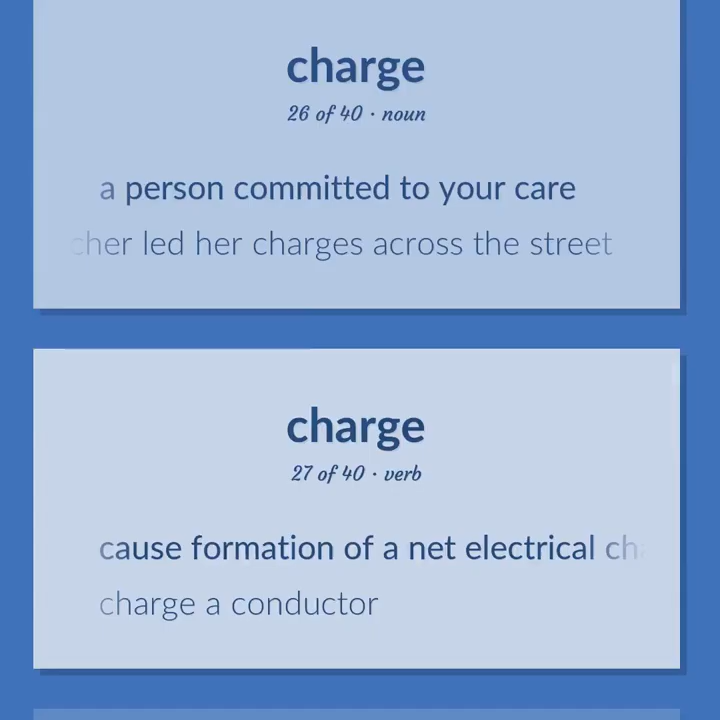 charge
26 of 40 · noun
a person committed to your care
led her charges across the street
charge
27 of 40 · verb
cause formation of a net electrical
charge a conductor